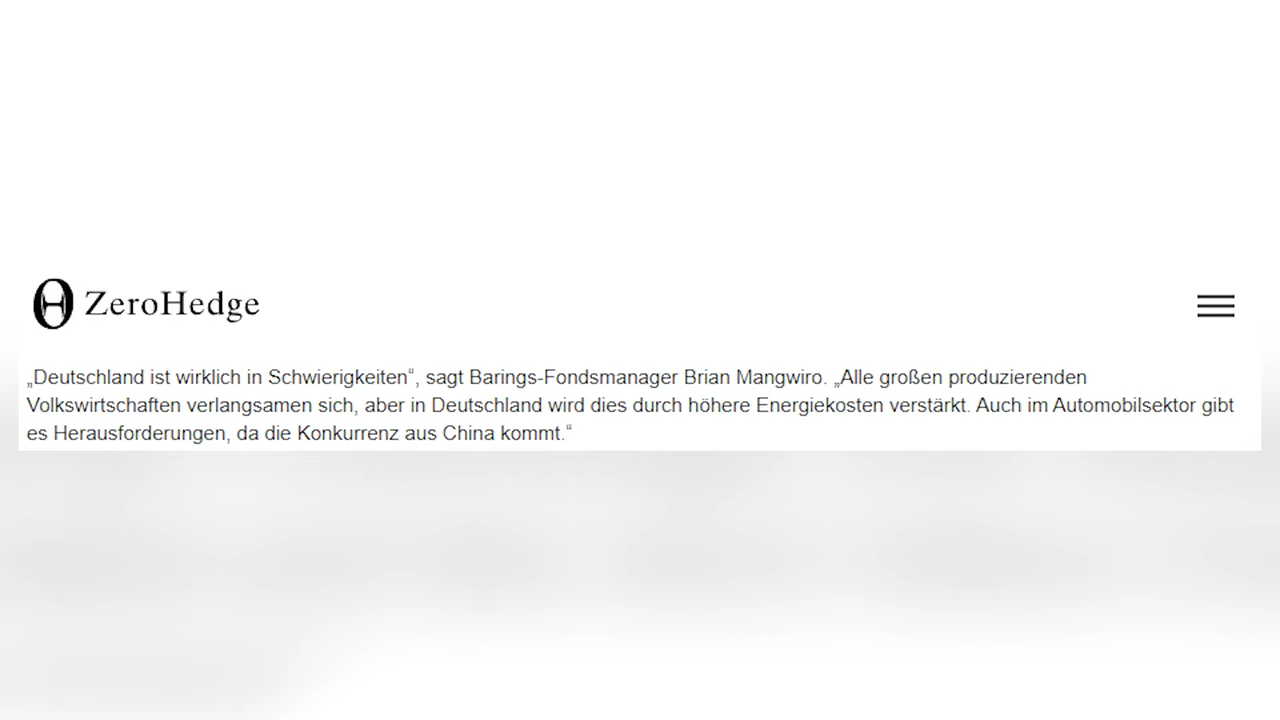 ZeroHedge
„Deutschland ist wirklich in Schwierigkeiten“, sagt Barings-Fondsmanager Brian Mangwiro. „Alle großen produzierenden
Volkswirtschaften verlangsamen sich, aber in Deutschland wird dies durch höhere Energiekosten verstärkt. Auch im Automobilsektor gibt
es Herausforderungen, da die Konkurrenz aus China kommt.“